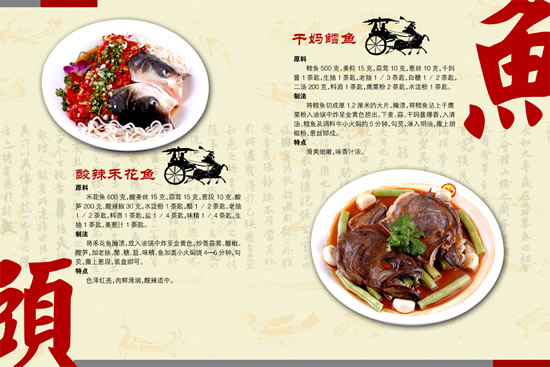 魚
干妈鳕鱼
原料
鳕鱼 500 克,姜粒 15 克,蒜茸 10 克,葱丝 10 克,干妈
酱 1 茶匙,生抽 1 茶匙,老抽 1 / 3 茶匙,白糖 1 / 2 茶匙,
二汤 200 克,料酒 1 茶匙,鹰粟粉 2 茶匙,水淀粉 1 茶匙。
制法
将鳕鱼切成厚 1.2 厘米的大片,腌渍,将鳕鱼沾上干鹰
粟粉入油锅中炸呈金黄色捞出,下姜、蒜、干妈酱爆香,入清
汤,鳕鱼及调料中小火焖约 5 分钟,勾芡,淋入明油,撒上胡
椒粉、葱丝即成。
特点
滑爽细嫩,味香汁浓。
酸辣禾花鱼
原料
禾花鱼 600 克,酸姜丝 15 克,蒜茸 15 克,葱段 10 克,酸
笋 200 克,酸辣椒 30 克,水淀粉 1 茶匙,醋 1 / 2 茶匙,老抽
1 / 2 茶匙,料酒 1 茶匙,盐 1 / 4 茶匙,味精 1 / 4 茶匙,生
抽 1 茶匙,姜葱汁 1 茶匙。
制法
将禾花鱼腌渍,放入油锅中炸至金黄色,炒香蒜茸、酸椒、
酸笋,加老抽、醋、糖、盐、味精、鱼加盖小火焖烧 4—6 分钟,勾
芡,撒上葱段,装盘即可。
特点
色泽红亮,肉鲜滑润,酸辣适中。
頭